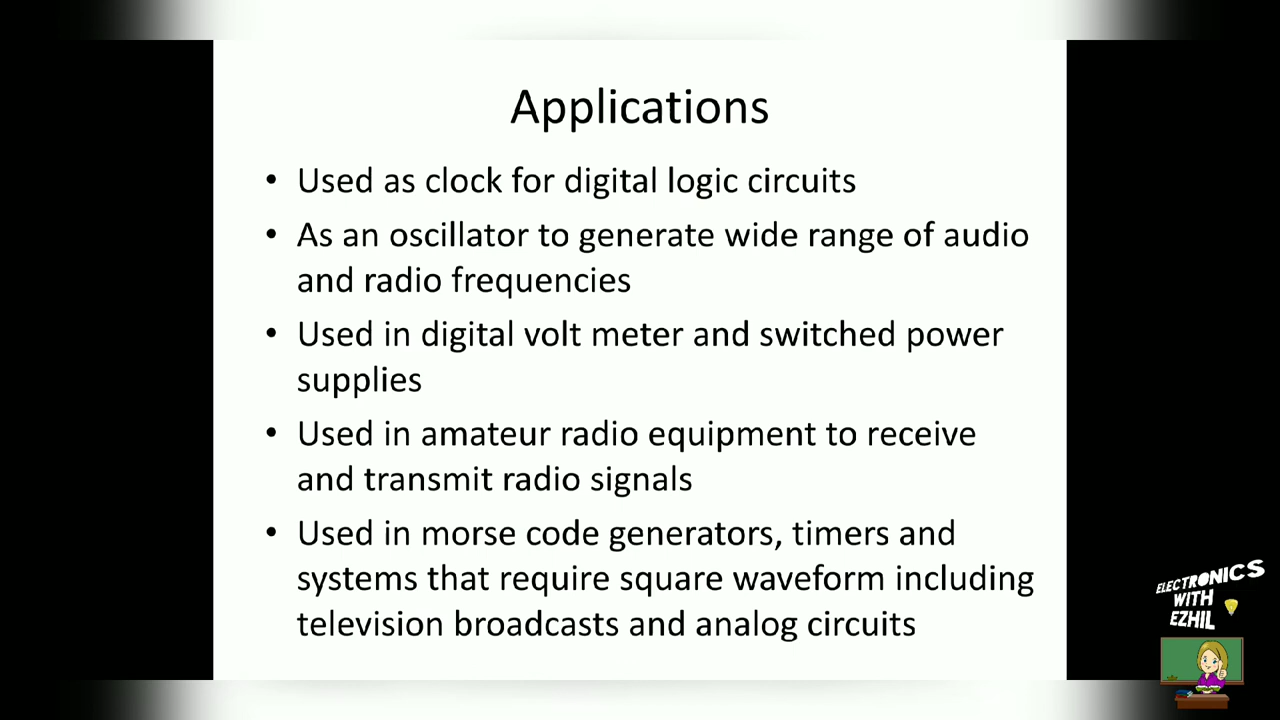 Applications
• Used as clock for digital logic circuits
• As an oscillator to generate wide range of audio
and radio frequencies
• Used in digital volt meter and switched power
supplies
• Used in amateur radio equipment to receive
and transmit radio signals
• Used in morse code generators, timers and
systems that require square waveform including
television broadcasts and analog circuits
ELECTRONICS
WITH
EZHIL